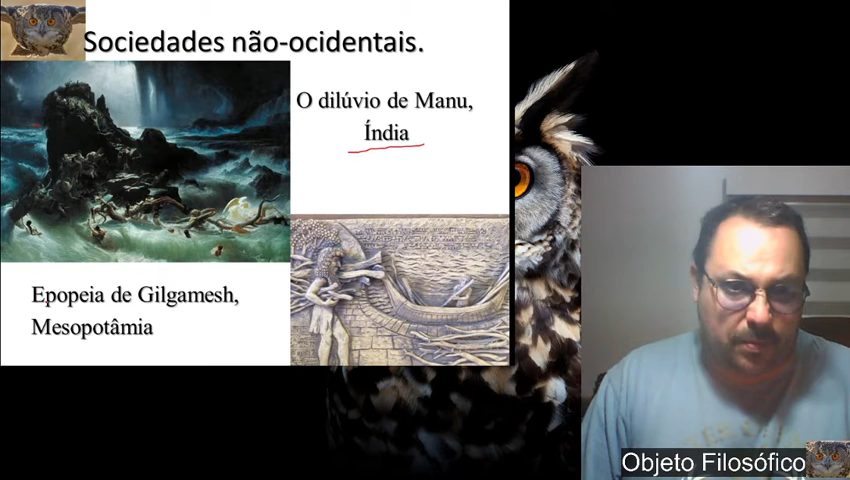 Sociedades não-ocidentais.
O dilúvio de Manu,
Índia
Epopeia de Gilgamesh,
Mesopotâmia
Objeto Filosófico